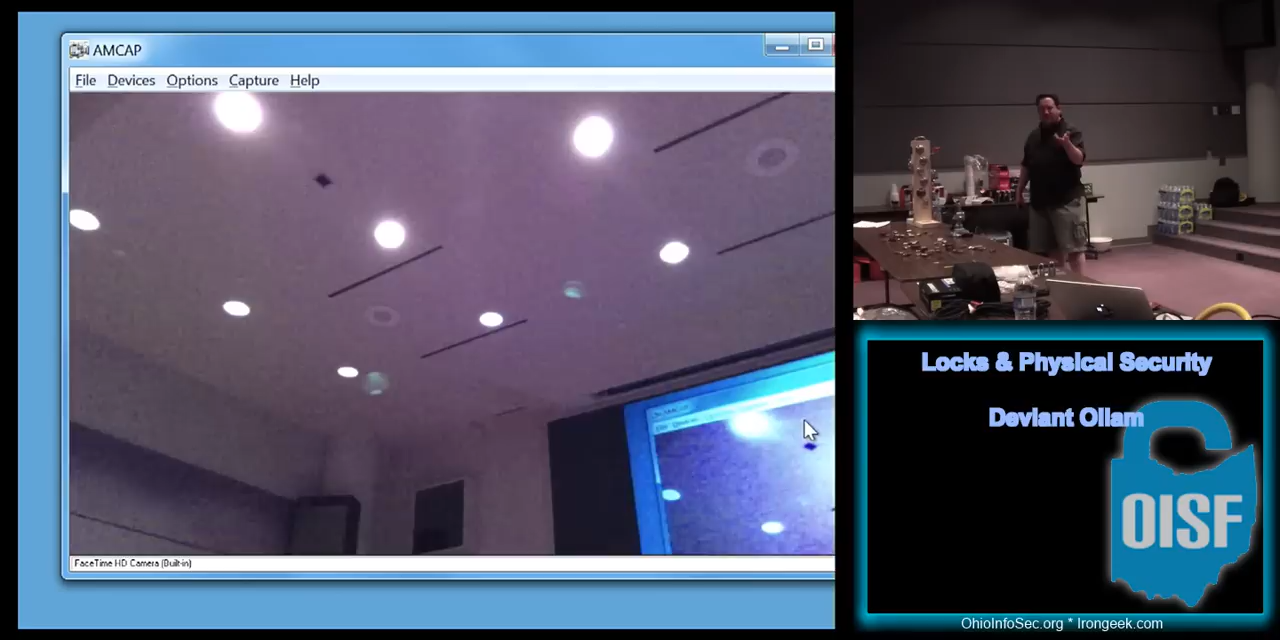 AMCAP
File Devices Options Capture Help
FaceTime HD Camera (Built-in)
Locks & Physical Security
Deviant Ollam
OISF
OhioInfoSec.org * Irongeek.com